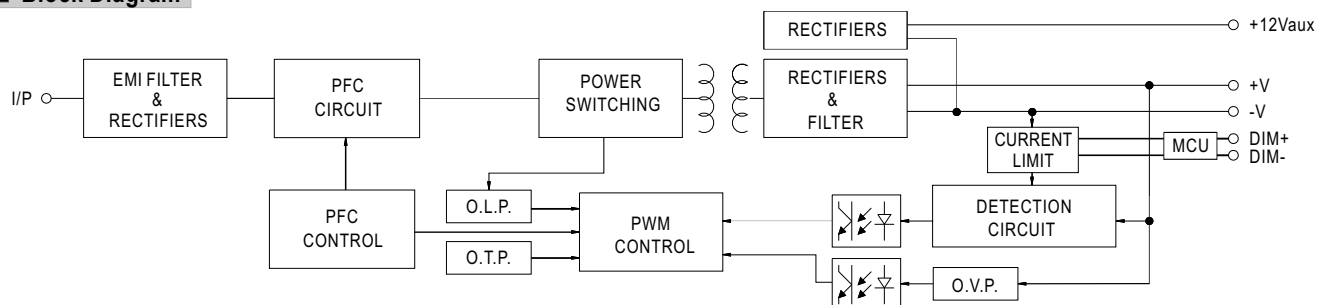 Block Diagram
RECTIFIERS
+12Vaux
I/P
EMI FILTER
&
RECTIFIERS
PFC
CIRCUIT
POWER
SWITCHING
RECTIFIERS
&
FILTER
+V
-V
CURRENT
LIMIT
MCU
DIM+
DIM-
PFC
CONTROL
O.L.P.
O.T.P.
PWM
CONTROL
DETECTION
CIRCUIT
O.V.P.